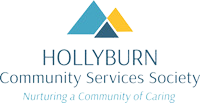 HOLLYBURN
Community Services Society
Nurturing a Community of Caring